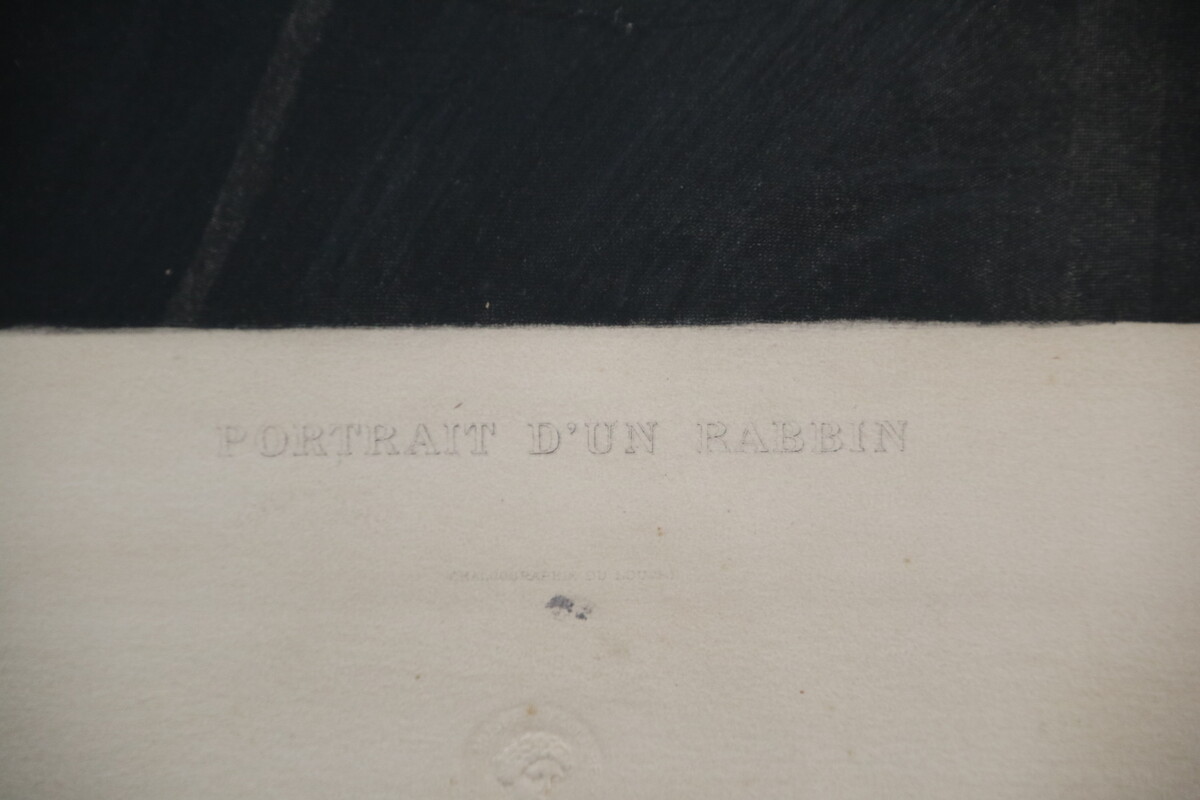 PORTRAIT D'UN RABBIN
CHALCOGRAPHIE DU LOUVRE